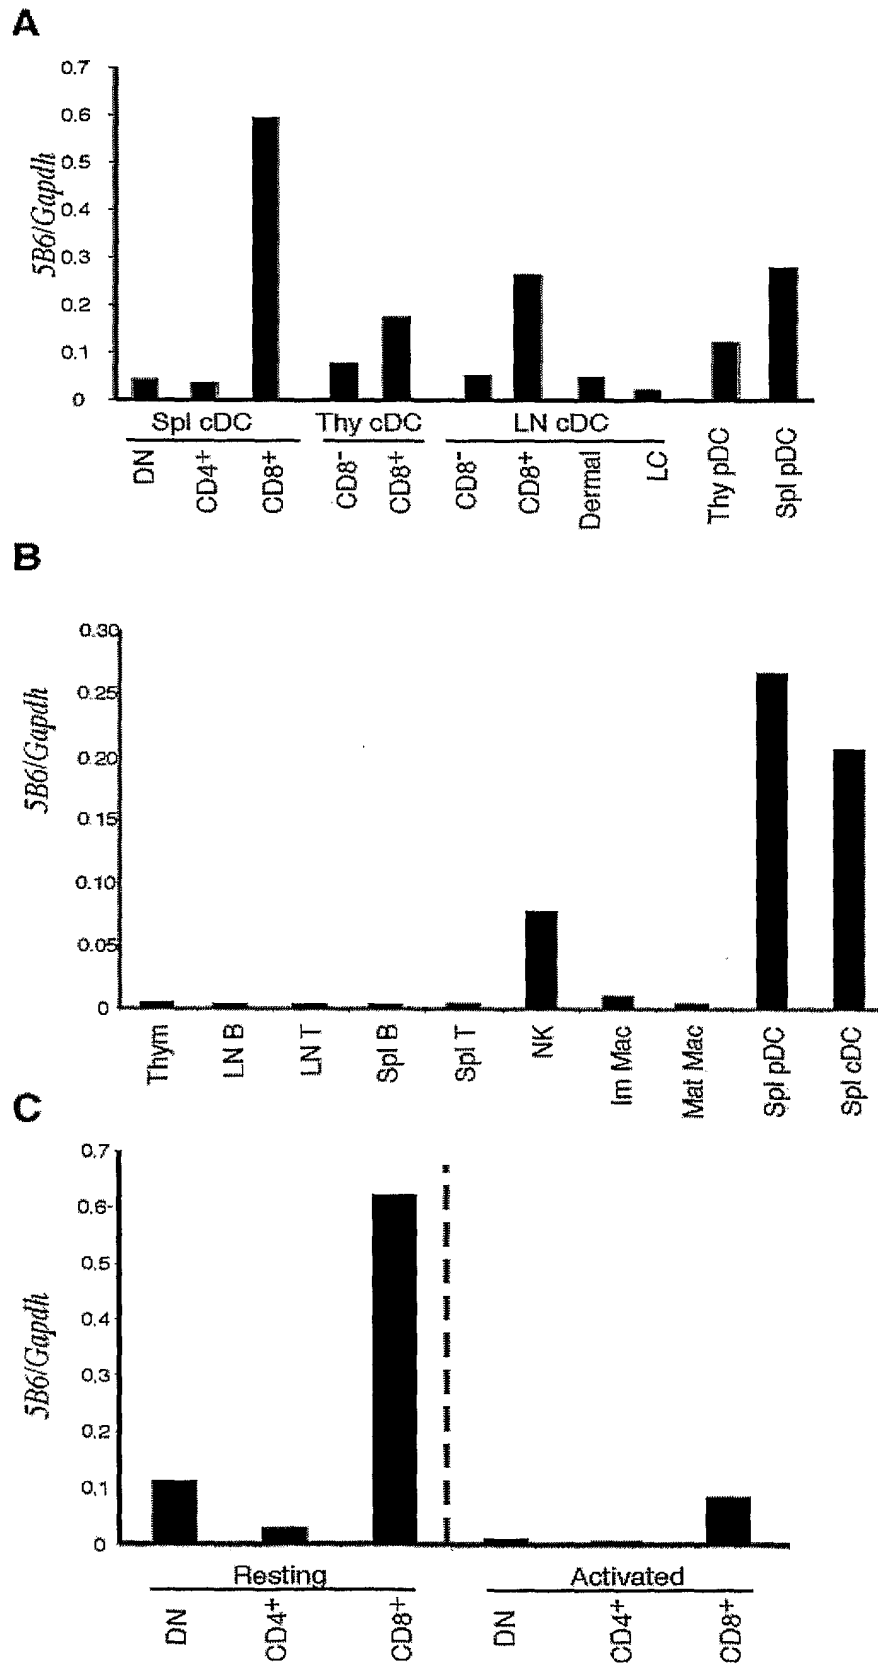 A
5B6/Gapdh
0.7
0.6
0.5
0.4
0.3
0.2
0.1
0
Spl cDC
Thy cDC
LN cDC
DN
CD4+
CD8+
CD8-
CD8+
CD8-
CD8+
Dermal
LC
Thy pDC
Spl pDC
B
5B6/Gapdh
0.30
0.25
0.20
0.15
0.10
0.05
0
Thym
LN B
LN T
Spl B
Spl T
NK
Im Mac
Mat Mac
Spl pDC
Spl cDC
C
5B6/Gapdh
0.7
0.6
0.5
0.4
0.3
0.2
0.1
0
Resting
Activated
DN
CD4+
CD8+
DN
CD4+
CD8+